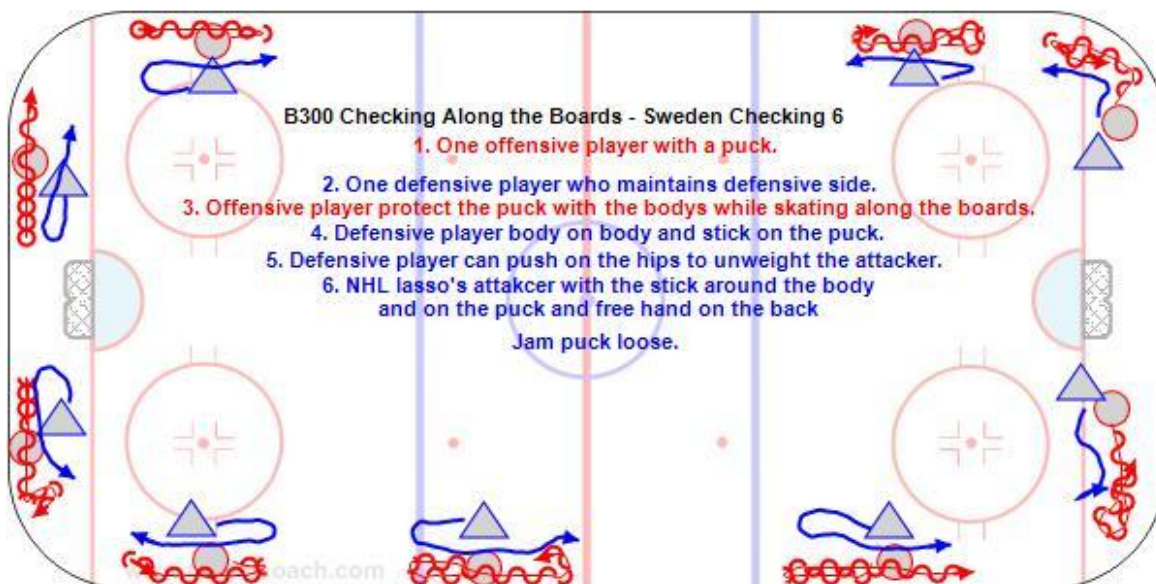 B300 Checking Along the Boards - Sweden Checking 6
1. One offensive player with a puck.
2. One defensive player who maintains defensive side.
3. Offensive player protect the puck with the bodys while skating along the boards.
4. Defensive player body on body and stick on the puck.
5. Defensive player can push on the hips to unweight the attacker.
6. NHL lasso's attakcer with the stick around the body
and on the puck and free hand on the back
Jam puck loose.